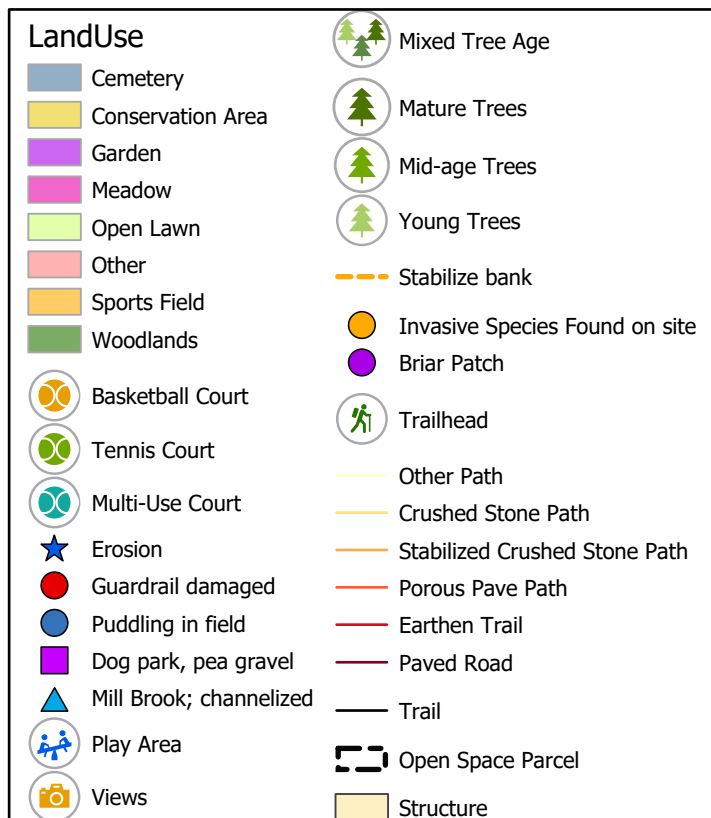 LandUse
Cemetery
Conservation Area
Garden
Meadow
Open Lawn
Other
Sports Field
Woodlands
Basketball Court
Tennis Court
Multi-Use Court
Erosion
Guardrail damaged
Puddling in field
Dog park, pea gravel
Mill Brook; channelized
Play Area
Views
Mixed Tree Age
Mature Trees
Mid-age Trees
Young Trees
Stabilize bank
Invasive Species Found on site
Briar Patch
Trailhead
Other Path
Crushed Stone Path
Stabilized Crushed Stone Path
Porous Pave Path
Earthen Trail
Paved Road
Trail
Open Space Parcel
Structure